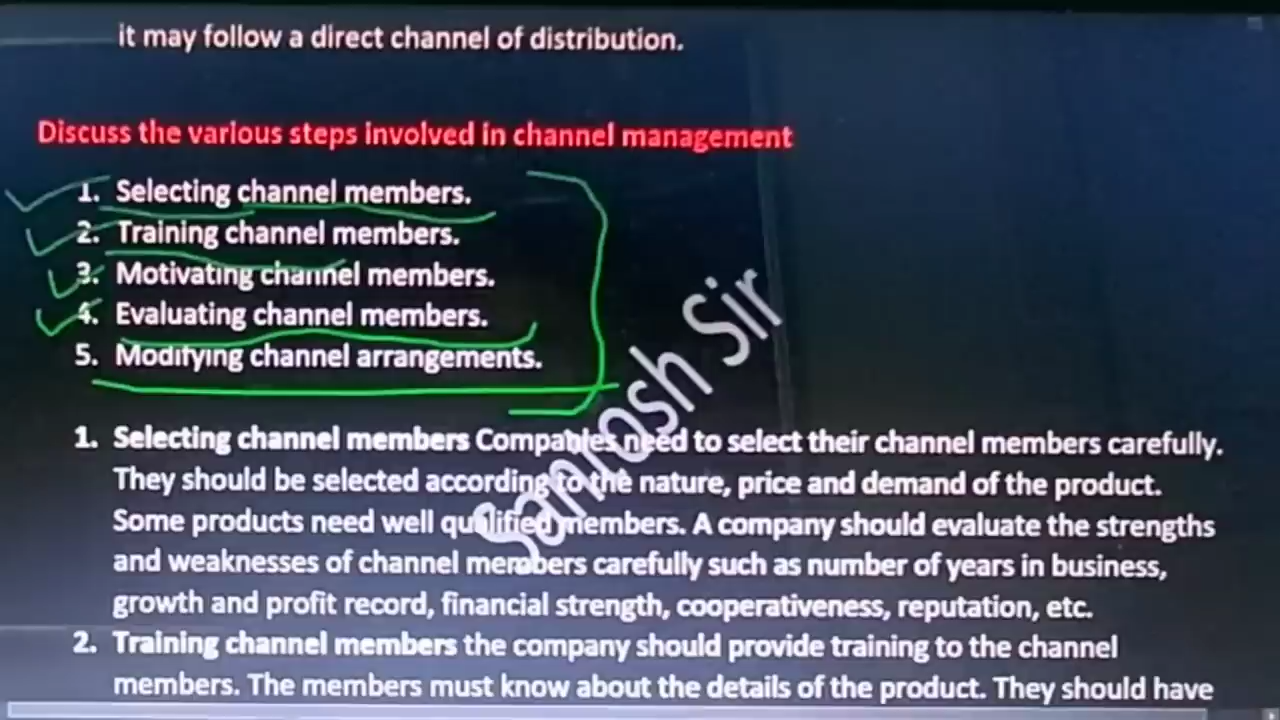 it may follow a direct channel of distribution.
Discuss the various steps involved in channel management
1. Selecting channel members.
2. Training channel members.
3. Motivating channel members.
4. Evaluating channel members.
5. Modifying channel arrangements.
1. Selecting channel members Companies need to select their channel members carefully.
They should be selected according to the nature, price and demand of the product.
Some products need well qualified members. A company should evaluate the strengths
and weaknesses of channel members carefully such as number of years in business,
growth and profit record, financial strength, cooperativeness, reputation, etc.
2. Training channel members the company should provide training to the channel
members. The members must know about the details of the product. They should have
Santosh Sir